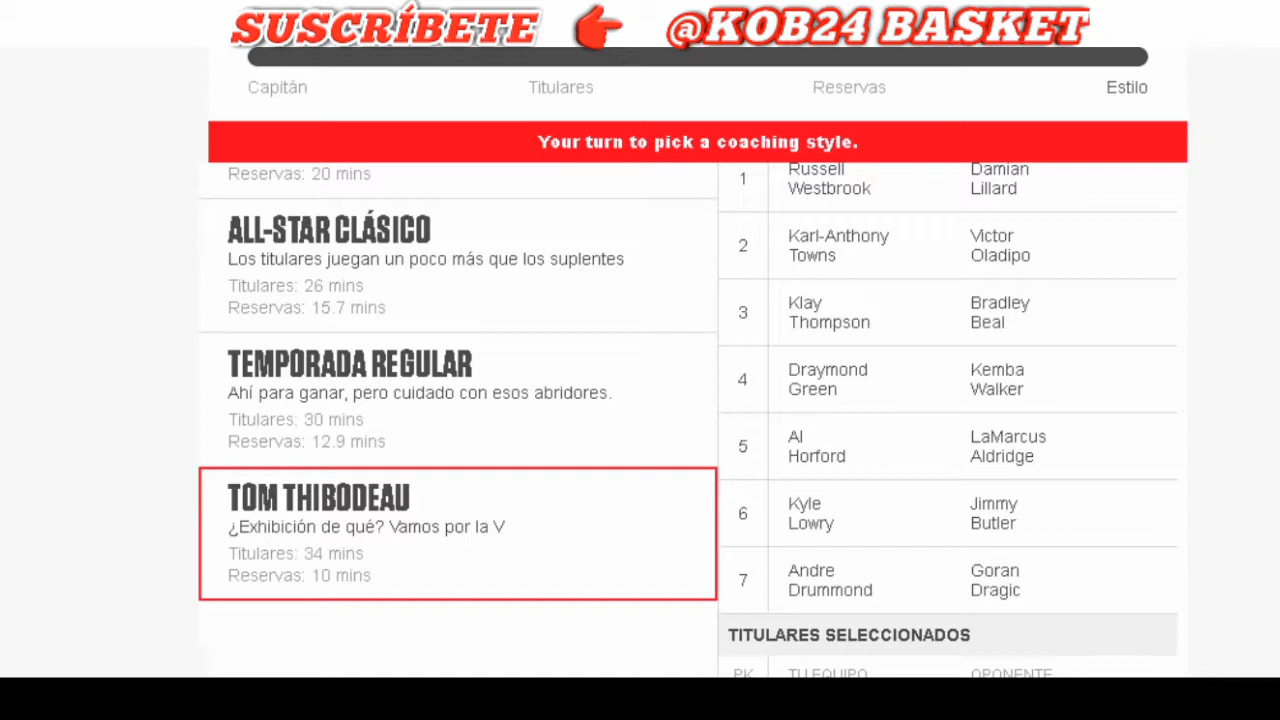 SUSCRÍBETE 👉 @KOB24 BASKET
Capitán Titulares Reservas Estilo
Your turn to pick a coaching style.
Reservas: 20 mins
ALL-STAR CLÁSICO
Los titulares juegan un poco más que los suplentes
Titulares: 26 mins
Reservas: 15.7 mins
TEMPORADA REGULAR
Ahí para ganar, pero cuidado con esos abridores.
Titulares: 30 mins
Reservas: 12.9 mins
TOM THIBODEAU
¿Exhibición de qué? Vamos por la V
Titulares: 34 mins
Reservas: 10 mins
1 Russell Westbrook Damian Lillard
2 Karl-Anthony Towns Victor Oladipo
3 Klay Thompson Bradley Beal
4 Draymond Green Kemba Walker
5 Al Horford LaMarcus Aldridge
6 Kyle Lowry Jimmy Butler
7 Andre Drummond Goran Dragic
TITULARES SELECCIONADOS
PK TU EQUIPO OPONENTE